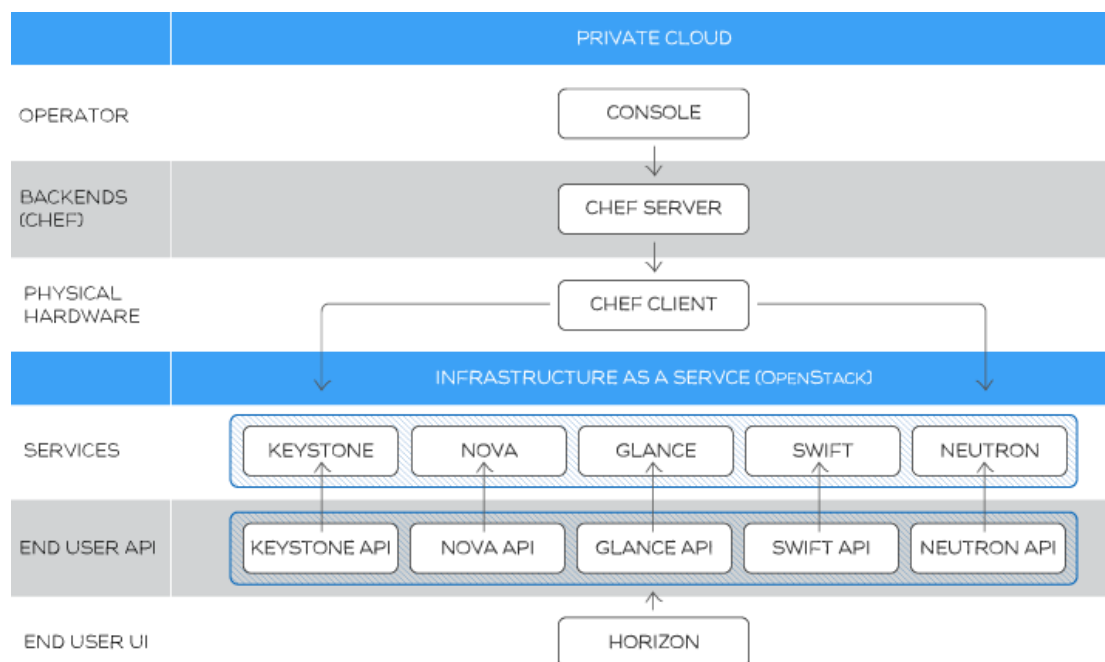 PRIVATE CLOUD
OPERATOR
CONSOLE
BACKENDS
(CHEF)
CHEF SERVER
PHYSICAL
HARDWARE
CHEF CLIENT
INFRASTRUCTURE AS A SERVCE (OPENSTACK)
SERVICES
KEYSTONE
NOVA
GLANCE
SWIFT
NEUTRON
END USER API
KEYSTONE API
NOVA API
GLANCE API
SWIFT API
NEUTRON API
END USER UI
HORIZON